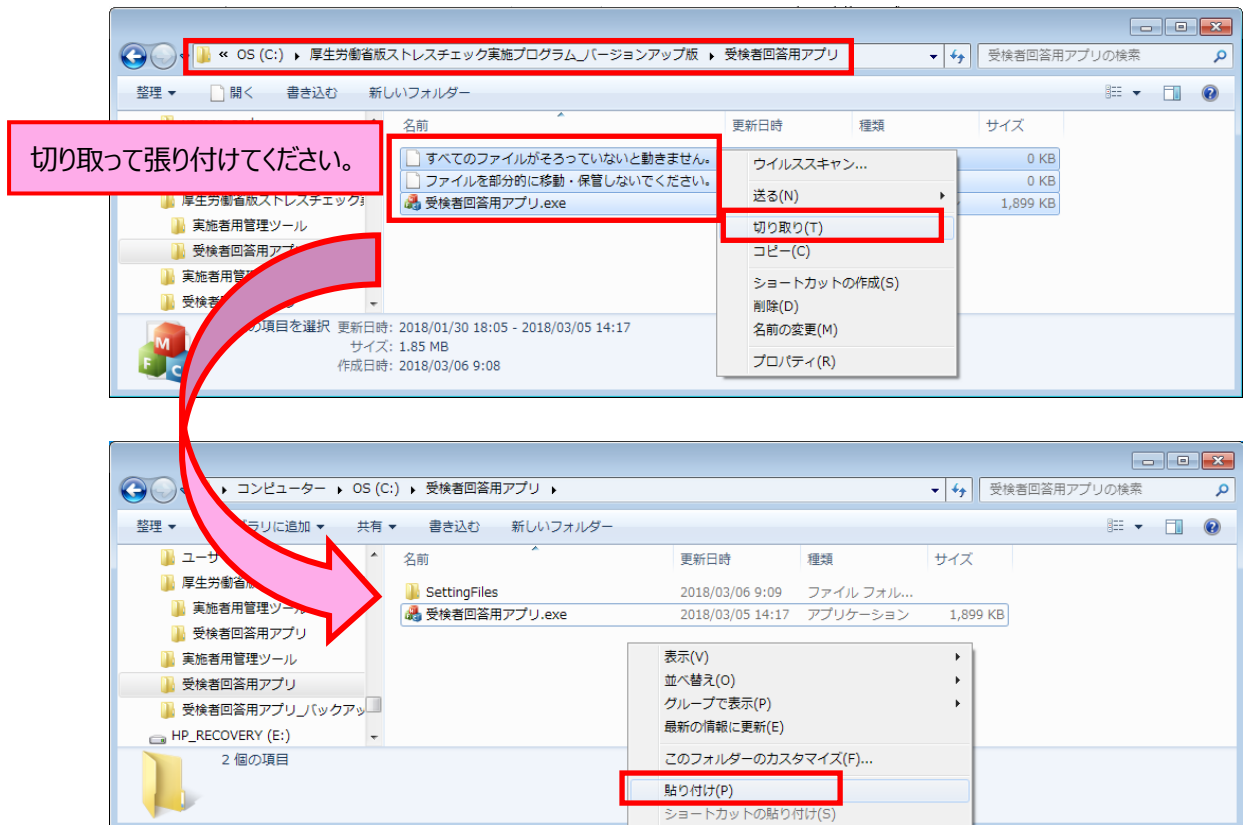 « OS (C:) ▸ 厚生労働省版ストレスチェック実施プログラム_バージョンアップ版 ▸ 受検者回答用アプリ
受検者回答用アプリの検索
整理 ▼ 開く 書き込む 新しいフォルダー
名前 更新日時 種類 サイズ
切り取って張り付けてください。
すべてのファイルがそろっていないと動きません。 0 KB
ファイルを部分的に移動・保管しないでください。 0 KB
受検者回答用アプリ.exe 1,899 KB
厚生労働省版ストレスチェック
実施者用管理ツール
受検者回答用アプ
実施者用管
受検者
ウイルススキャン...
送る(N)
切り取り(T)
コピー(C)
ショートカットの作成(S)
削除(D)
名前の変更(M)
プロパティ(R)
の項目を選択 更新日時: 2018/01/30 18:05 - 2018/03/05 14:17
サイズ: 1.85 MB
作成日時: 2018/03/06 9:08
M
F
C
▸ コンピューター ▸ OS (C:) ▸ 受検者回答用アプリ ▸
受検者回答用アプリの検索
整理 ▼ ラリに追加 ▼ 共有 ▼ 書き込む 新しいフォルダー
名前 更新日時 種類 サイズ
ユーザ
厚生労働省
実施者用管理ツー
受検者回答用アプリ
実施者用管理ツール
受検者回答用アプリ
受検者回答用アプリ_バックアッ
HP_RECOVERY (E:)
SettingFiles 2018/03/06 9:09 ファイル フォル...
受検者回答用アプリ.exe 2018/03/05 14:17 アプリケーション 1,899 KB
表示(V)
並べ替え(O)
グループで表示(P)
最新の情報に更新(E)
このフォルダーのカスタマイズ(F)...
貼り付け(P)
ショートカットの貼り付け(S)
2 個の項目